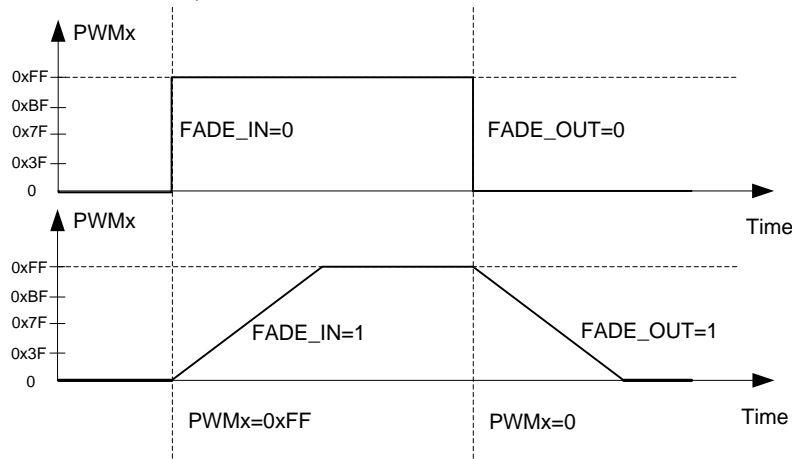 PWMx
0xFF
0xBF
0x7F
0x3F
0
FADE_IN=0
FADE_OUT=0
Time
PWMx
0xFF
0xBF
0x7F
0x3F
0
FADE_IN=1
FADE_OUT=1
Time
PWMx=0xFF
PWMx=0